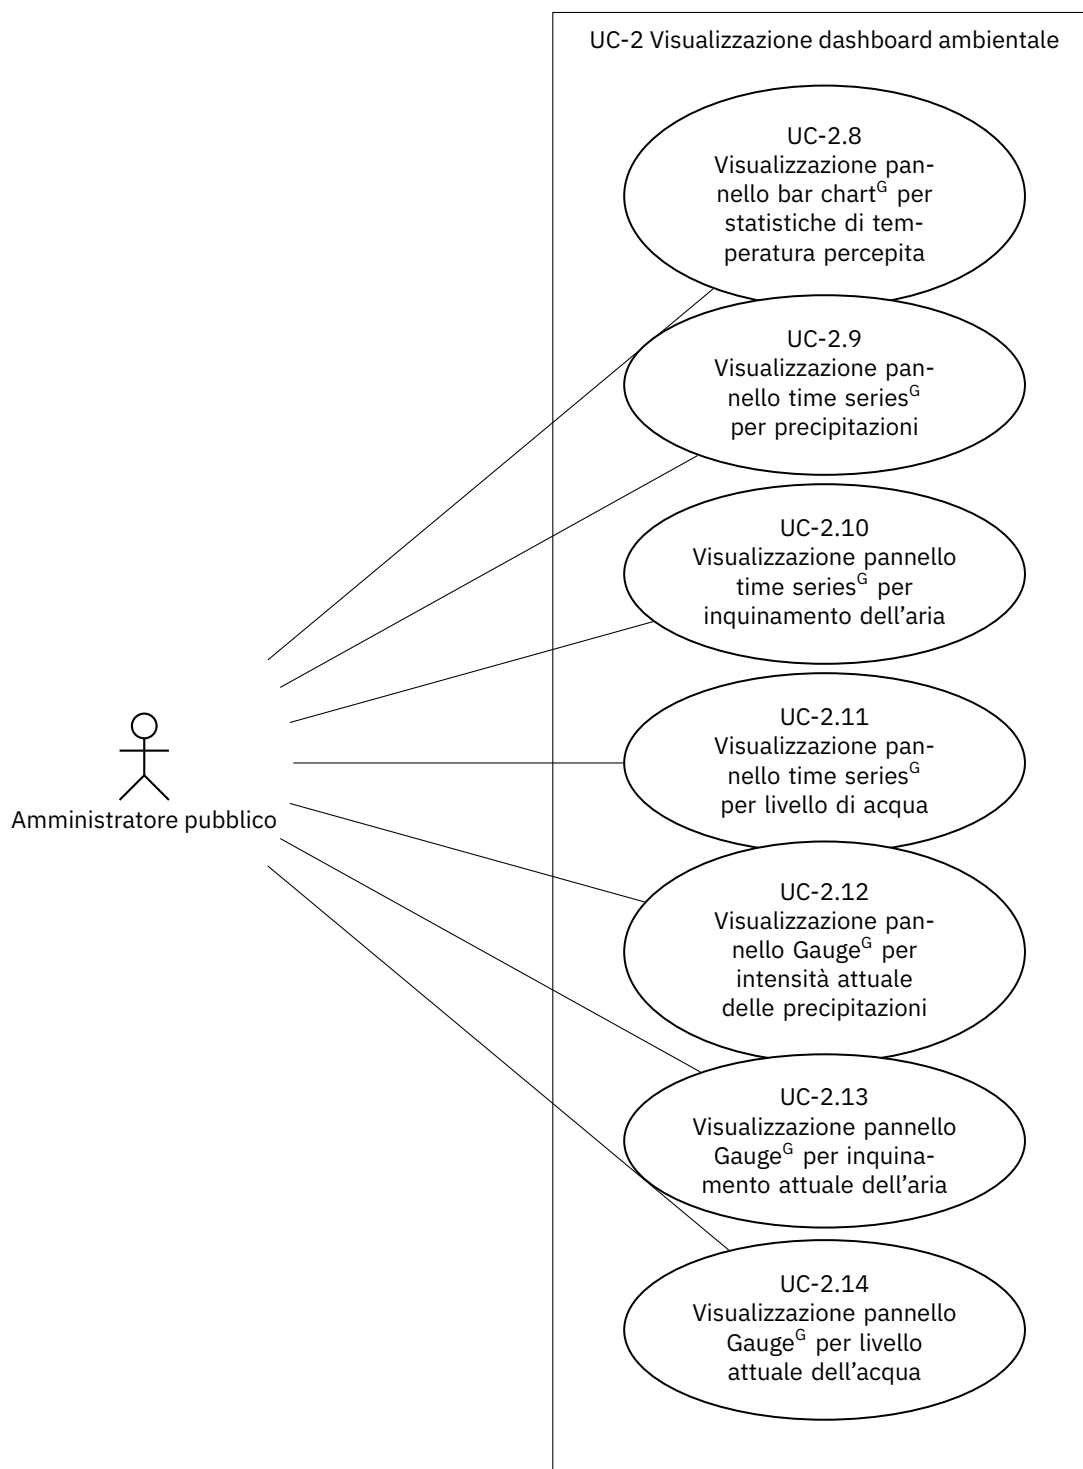 UC-2 Visualizzazione dashboard ambientale
UC-2.8
Visualizzazione pan-
nello bar chartᴳ per
statistiche di tem-
peratura percepita
UC-2.9
Visualizzazione pan-
nello time seriesᴳ
per precipitazioni
UC-2.10
Visualizzazione pannello
time seriesᴳ per
inquinamento dell'aria
UC-2.11
Visualizzazione pan-
nello time seriesᴳ
per livello di acqua
Amministratore pubblico
UC-2.12
Visualizzazione pan-
nello Gaugeᴳ per
intensità attuale
delle precipitazioni
UC-2.13
Visualizzazione pannello
Gaugeᴳ per inquina-
mento attuale dell'aria
UC-2.14
Visualizzazione pannello
Gaugeᴳ per livello
attuale dell'acqua